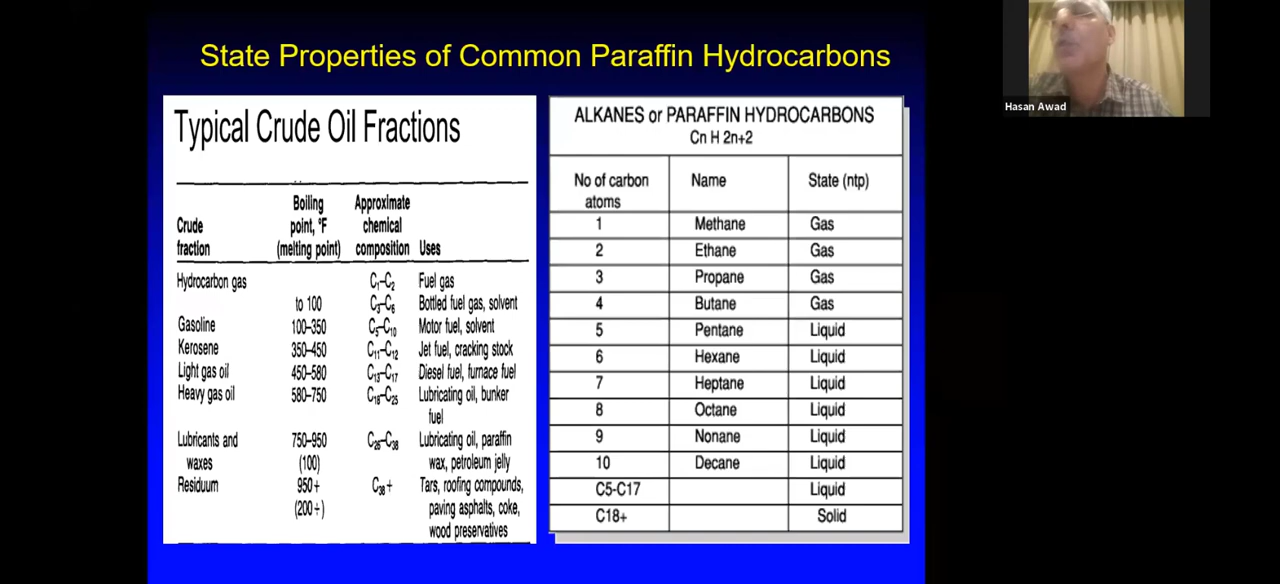 State Properties of Common Paraffin Hydrocarbons
Hasan Awad
Typical Crude Oil Fractions
Crude fraction | Boiling point, °F (melting point) | Approximate chemical composition | Uses
Hydrocarbon gas | | C1–C2 | Fuel gas
to 100 | C3–C6 | Bottled fuel gas, solvent
Gasoline | 100–350 | C5–C10 | Motor fuel, solvent
Kerosene | 350–450 | C11–C12 | Jet fuel, cracking stock
Light gas oil | 450–580 | C13–C17 | Diesel fuel, furnace fuel
Heavy gas oil | 580–750 | C18–C25 | Lubricating oil, bunker fuel
Lubricants and waxes | 750–950 (100) | C26–C38 | Lubricating oil, paraffin wax, petroleum jelly
Residuum | 950+ (200+) | C38+ | Tars, roofing compounds, paving asphalts, coke, wood preservatives
ALKANES or PARAFFIN HYDROCARBONS
Cn H 2n+2
No of carbon atoms | Name | State (ntp)
1 | Methane | Gas
2 | Ethane | Gas
3 | Propane | Gas
4 | Butane | Gas
5 | Pentane | Liquid
6 | Hexane | Liquid
7 | Heptane | Liquid
8 | Octane | Liquid
9 | Nonane | Liquid
10 | Decane | Liquid
C5-C17 | | Liquid
C18+ | | Solid